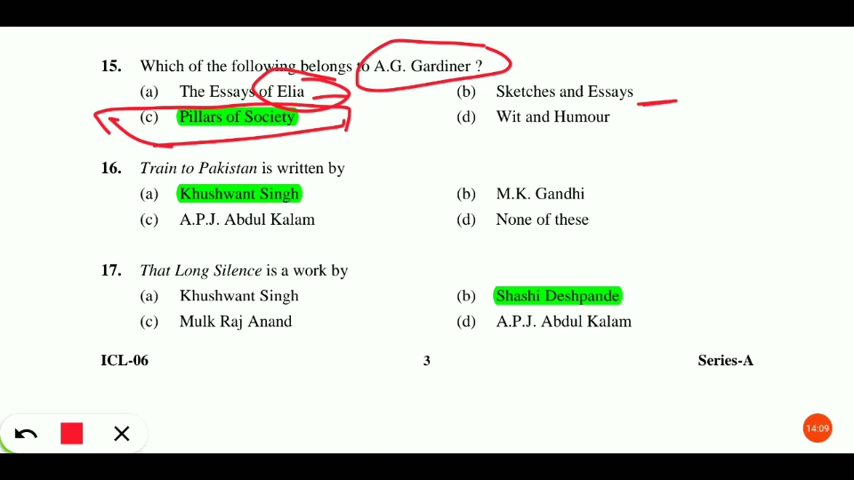 15. Which of the following belongs to A.G. Gardiner ?
(a) The Essays of Elia (b) Sketches and Essays
(c) Pillars of Society (d) Wit and Humour
16. Train to Pakistan is written by
(a) Khushwant Singh (b) M.K. Gandhi
(c) A.P.J. Abdul Kalam (d) None of these
17. That Long Silence is a work by
(a) Khushwant Singh (b) Shashi Deshpande
(c) Mulk Raj Anand (d) A.P.J. Abdul Kalam
ICL-06 3 Series-A
14:09